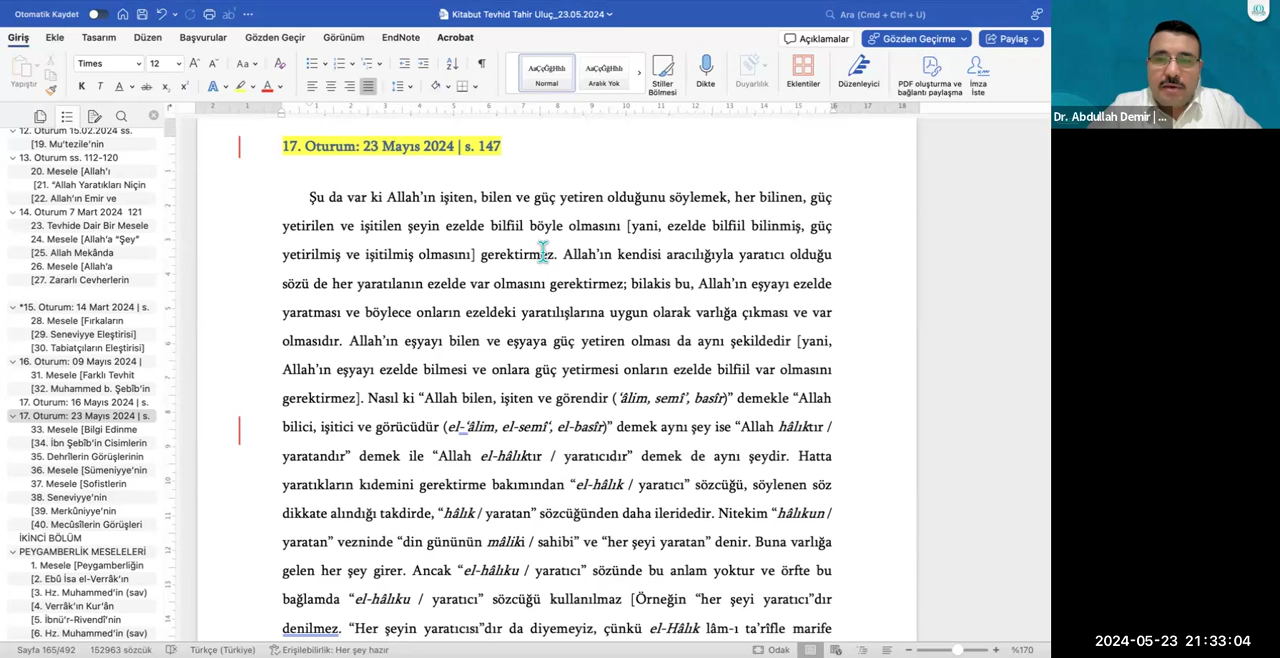 Otomatik Kaydet
Kitabut Tevhid Tahir Uluç_23.05.2024
Ara (Cmd + Ctrl + U)
Giriş Ekle Tasarım Düzen Başvurular Gözden Geçir Görünüm EndNote Acrobat
Açıklamalar Gözden Geçirme Paylaş
Yapıştır
Times 12
K T A
AaÇçĞğHh AaÇçĞğHh
Normal Aralık Yok
Stiller Bölmesi
Dikte
Duyarlılık
Eklentiler
Düzenleyici
PDF oluşturma ve bağlantı paylaşma
İmza İste
12. Oturum 15.02.2024 ss.
[19. Mu'tezile'nin
13. Oturum ss. 112-120
20. Mesele [Allah'ı
[21. "Allah Yaratıkları Niçin
[22. Allah'ın Emir ve
14. Oturum 7 Mart 2024 121
23. Tevhide Dair Bir Mesele
24. Mesele [Allah'a "Şey"
[25. Allah Mekânda
26. Mesele [Allah'a
[27. Zararlı Cevherlerin
*15. Oturum: 14 Mart 2024 | s.
28. Mesele [Fırkaların
[29. Seneviyye Eleştirisi]
[30. Tabiatçıların Eleştirisi]
16. Oturum: 09 Mayıs 2024 |
31. Mesele [Farklı Tevhit
[32. Muhammed b. Şebîb'in
17. Oturum: 16 Mayıs 2024 | s.
17. Oturum: 23 Mayıs 2024 | s.
33. Mesele [Bilgi Edinme
[34. İbn Şebîb'in Cisimlerin
35. Dehrîlerin Görüşlerinin
36. Mesele [Sümeniyye'nin
37. Mesele [Sofistlerin
38. Seneviyye'nin
[39. Merkûniyye'nin
[40. Mecûsîlerin Görüşleri
İKİNCİ BÖLÜM
PEYGAMBERLİK MESELELERİ
1. Mesele [Peygamberliğin
[2. Ebû İsa el-Verrâk'ın
[3. Hz. Muhammed'in (sav)
[4. Verrâk'ın Kur'ân
[5. İbnü'r-Rivendî'nin
[6. Hz. Muhammed'in (sav)
17. Oturum: 23 Mayıs 2024 | s. 147
Şu da var ki Allah'ın işiten, bilen ve güç yetiren olduğunu söylemek, her bilinen, güç
yetirilen ve işitilen şeyin ezelde bilfiil böyle olmasını [yani, ezelde bilfiil bilinmiş, güç
yetirilmiş ve işitilmiş olmasını] gerektirmez. Allah'ın kendisi aracılığıyla yaratıcı olduğu
sözü de her yaratılanın ezelde var olmasını gerektirmez; bilakis bu, Allah'ın eşyayı ezelde
yaratması ve böylece onların ezeldeki yaratılışlarına uygun olarak varlığa çıkması ve var
olmasıdır. Allah'ın eşyayı bilen ve eşyaya güç yetiren olması da aynı şekildedir [yani,
Allah'ın eşyayı ezelde bilmesi ve onlara güç yetirmesi onların ezelde bilfiil var olmasını
gerektirmez]. Nasıl ki "Allah bilen, işiten ve görendir ('âlim, semî', basîr)" demekle "Allah
bilici, işitici ve görücüdür (el-'âlim, el-semî', el-basîr)" demek aynı şey ise "Allah hâlıktır /
yaratandır" demek ile "Allah el-hâlıktır / yaratıcıdır" demek de aynı şeydir. Hatta
yaratıkların kıdemini gerektirme bakımından "el-hâlık / yaratıcı" sözcüğü, söylenen söz
dikkate alındığı takdirde, "hâlık / yaratan" sözcüğünden daha ileridedir. Nitekim "hâlıkun /
yaratan" vezninde "din gününün mâliki / sahibi" ve "her şeyi yaratan" denir. Buna varlığa
gelen her şey girer. Ancak "el-hâlıku / yaratıcı" sözünde bu anlam yoktur ve örfte bu
bağlamda "el-hâlıku / yaratıcı" sözcüğü kullanılmaz [Örneğin "her şeyi yaratıcı"dır
denilmez. "Her şeyin yaratıcısı"dır da diyemeyiz, çünkü el-Hâlık lâm-ı ta'rîfle marife
Sayfa 165/492 152963 sözcük Türkçe (Türkiye) Erişilebilirlik: Her şey hazır Odak %170
Dr. Abdullah Demir | ...
2024-05-23 21:33:04